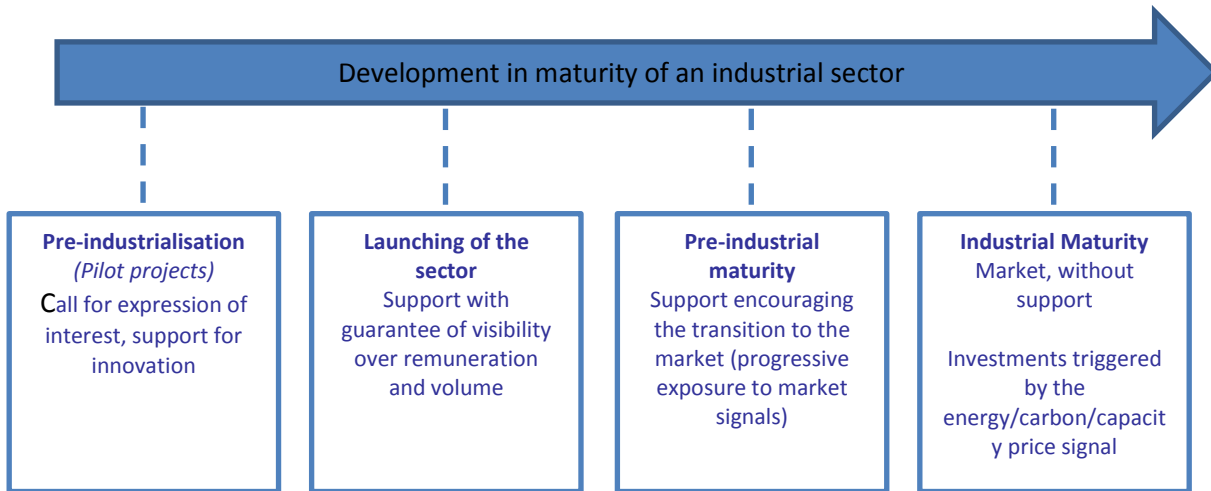 Development in maturity of an industrial sector
Pre-industrialisation
(Pilot projects)
Call for expression of
interest, support for
innovation
Launching of the
sector
Support with
guarantee of visibility
over remuneration
and volume
Pre-industrial
maturity
Support encouraging
the transition to the
market (progressive
exposure to market
signals)
Industrial Maturity
Market, without
support
Investments triggered
by the
energy/carbon/capacit
y price signal